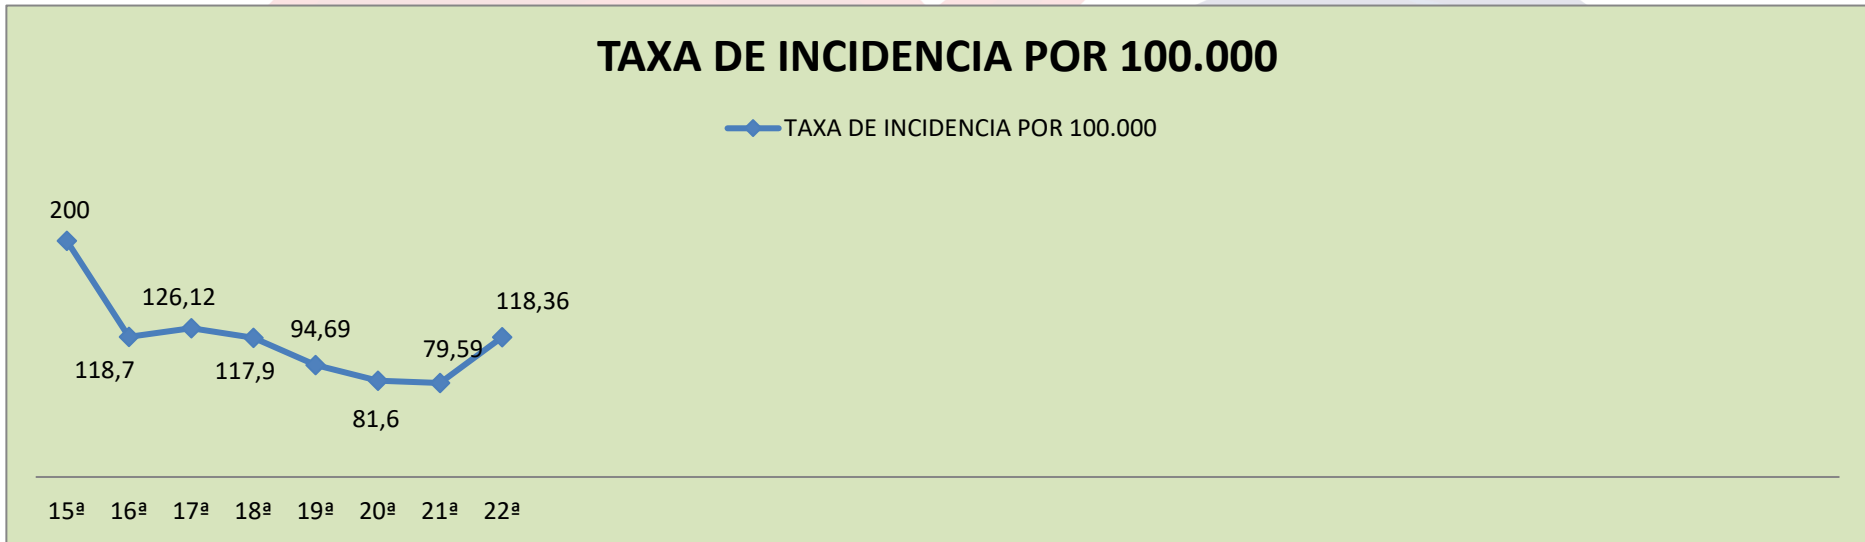 TAXA DE INCIDENCIA POR 100.000
TAXA DE INCIDENCIA POR 100.000
200
118,7
126,12
117,9
94,69
81,6
79,59
118,36
15ª 16ª 17ª 18ª 19ª 20ª 21ª 22ª